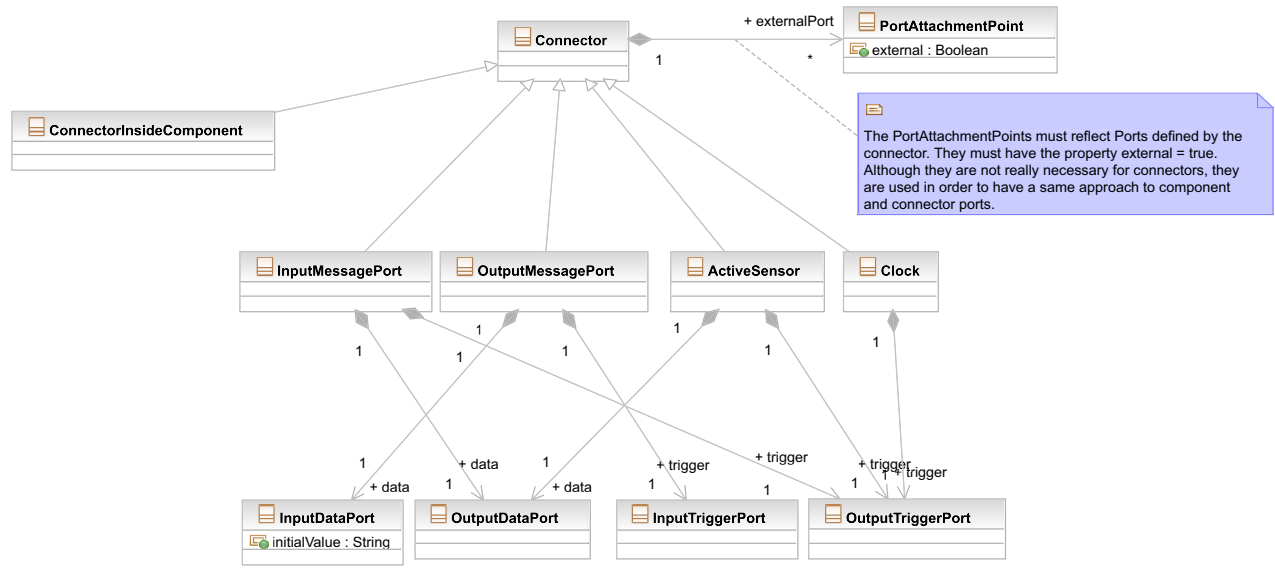 Connector
+ externalPort
1
*
PortAttachmentPoint
external : Boolean
ConnectorInsideComponent
The PortAttachmentPoints must reflect Ports defined by the
connector. They must have the property external = true.
Although they are not really necessary for connectors, they
are used in order to have a same approach to component
and connector ports.
InputMessagePort
OutputMessagePort
ActiveSensor
Clock
1
1
1
1
1
1
1
1
+ data
1
+ data
1
+ data
1
+ trigger
1
+ trigger
1
+ trigger
1
+ trigger
1
InputDataPort
initialValue : String
OutputDataPort
InputTriggerPort
OutputTriggerPort